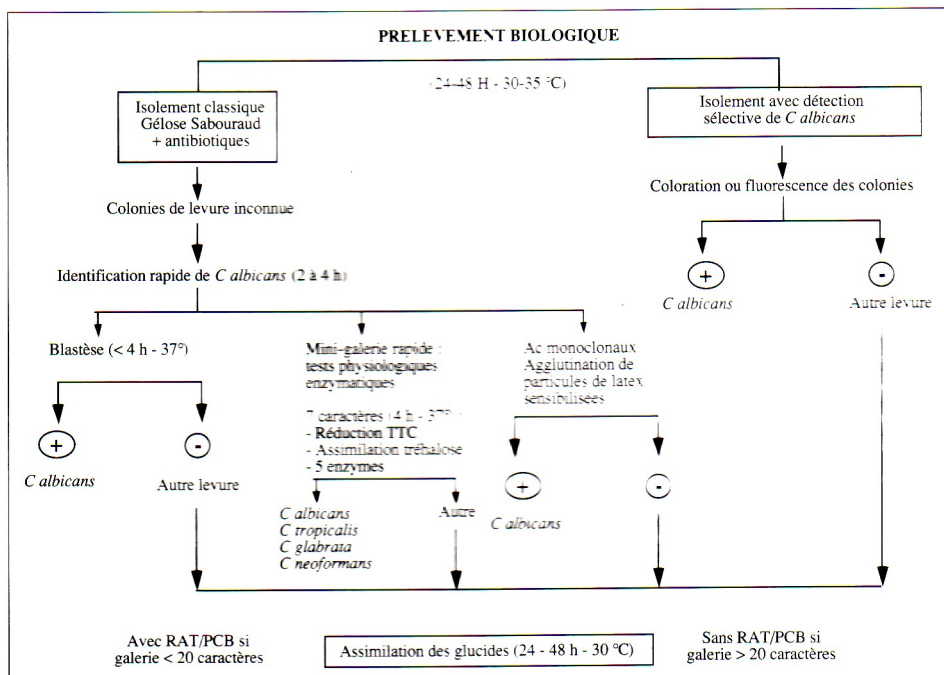 PRELEVEMENT BIOLOGIQUE
(24-48 H - 30-35 °C)
Isolement classique
Gélose Sabouraud
+ antibiotiques
Isolement avec détection
sélective de C albicans
Colonies de levure inconnue
Coloration ou fluorescence des colonies
Identification rapide de C albicans (2 à 4 h)
+
C albicans
-
Autre levure
Blastèse (< 4 h - 37°)
+
C albicans
-
Autre levure
Mini-galerie rapide :
tests physiologiques
enzymatiques
7 caractères (4 h - 37°) :
- Réduction TTC
- Assimilation tréhalose
- 5 enzymes
C albicans
C tropicalis
C glabrata
C neoformans
Autre
Ac monoclonaux
Agglutination de
particules de latex
sensibilisées
+
C albicans
-
Avec RAT/PCB si
galerie < 20 caractères
Assimilation des glucides (24 - 48 h - 30 °C)
Sans RAT/PCB si
galerie > 20 caractères